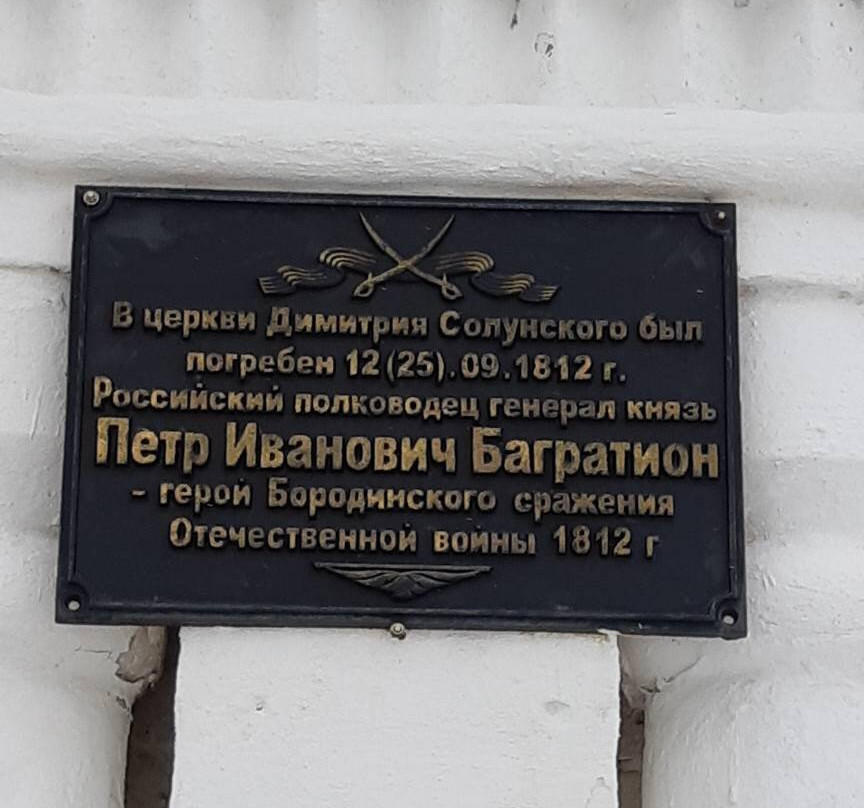 В церкви Димитрия Солунского был
погребен 12(25).09.1812 г.
Российский полководец генерал князь
Петр Иванович Багратион
- герой Бородинского сражения
Отечественной войны 1812 г